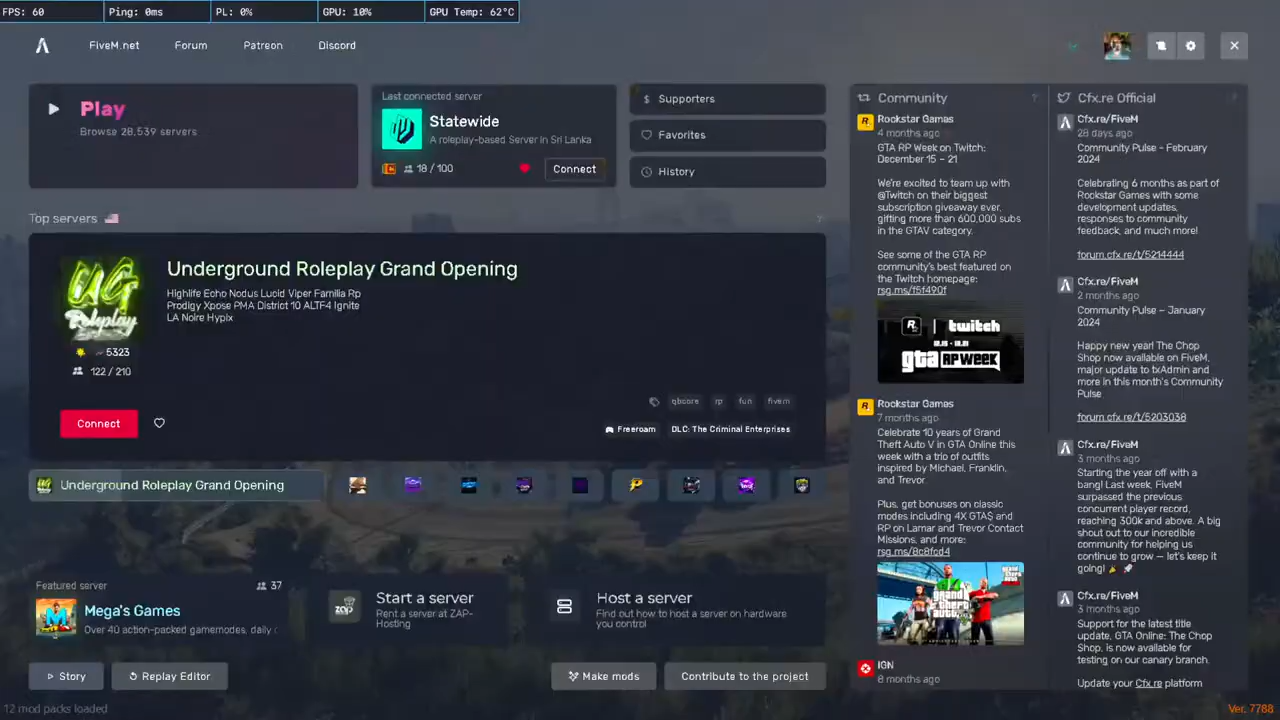 FPS: 60
Ping: 0ms
PL: 0%
GPU: 10%
GPU Temp: 62°C
FiveM.net
Forum
Patreon
Discord
Play
Browse 28,539 servers
Last connected server
Statewide
A roleplay-based Server in Sri Lanka
18 / 100
Connect
$ Supporters
Favorites
History
Top servers
UG
Roleplay
5323
122 / 210
Underground Roleplay Grand Opening
Highlife Echo Nodus Lucid Viper Familia Rp
Prodigy Xpose PMA District 10 ALTF4 Ignite
LA Noire Hypix
Connect
qbcore
rp
fun
fivem
Freeroam
DLC: The Criminal Enterprises
Underground Roleplay Grand Opening
Featured server
37
Mega's Games
Over 40 action-packed gamemodes, daily
zap
Start a server
Rent a server at ZAP-
Hosting
Host a server
Find out how to host a server on hardware
you control
Story
Replay Editor
Make mods
Contribute to the project
12 mod packs loaded
Community
Rockstar Games
4 months ago
GTA RP Week on Twitch:
December 15 – 21
We're excited to team up with
@Twitch on their biggest
subscription giveaway ever,
gifting more than 600,000 subs
in the GTAV category.
See some of the GTA RP
community's best featured on
the Twitch homepage:
rsg.ms/f5f490f
R
twitch
12.15 - 12.21
gta RP WEEK
Rockstar Games
7 months ago
Celebrate 10 years of Grand
Theft Auto V in GTA Online this
week with a trio of outfits
inspired by Michael, Franklin,
and Trevor.
Plus, get bonuses on classic
modes including 4X GTA$ and
RP on Lamar and Trevor Contact
Missions, and more:
rsg.ms/8c8fcd4
grand
theft
auto
IGN
8 months ago
Cfx.re Official
Cfx.re/FiveM
28 days ago
Community Pulse - February
2024
Celebrating 6 months as part of
Rockstar Games with some
development updates,
responses to community
feedback, and much more!
forum.cfx.re/t/5214444
Cfx.re/FiveM
2 months ago
Community Pulse – January
2024
Happy new year! The Chop
Shop now available on FiveM,
major update to txAdmin and
more in this month's Community
Pulse
forum.cfx.re/t/5203038
Cfx.re/FiveM
3 months ago
Starting the year off with a
bang! Last week, FiveM
surpassed the previous
concurrent player record,
reaching 300k and above. A big
shout out to our incredible
community for helping us
continue to grow — let's keep it
going!
Cfx.re/FiveM
3 months ago
Support for the latest title
update, GTA Online: The Chop
Shop, is now available for
testing on our canary branch.
Update your Cfx.re platform
Ver. 7788